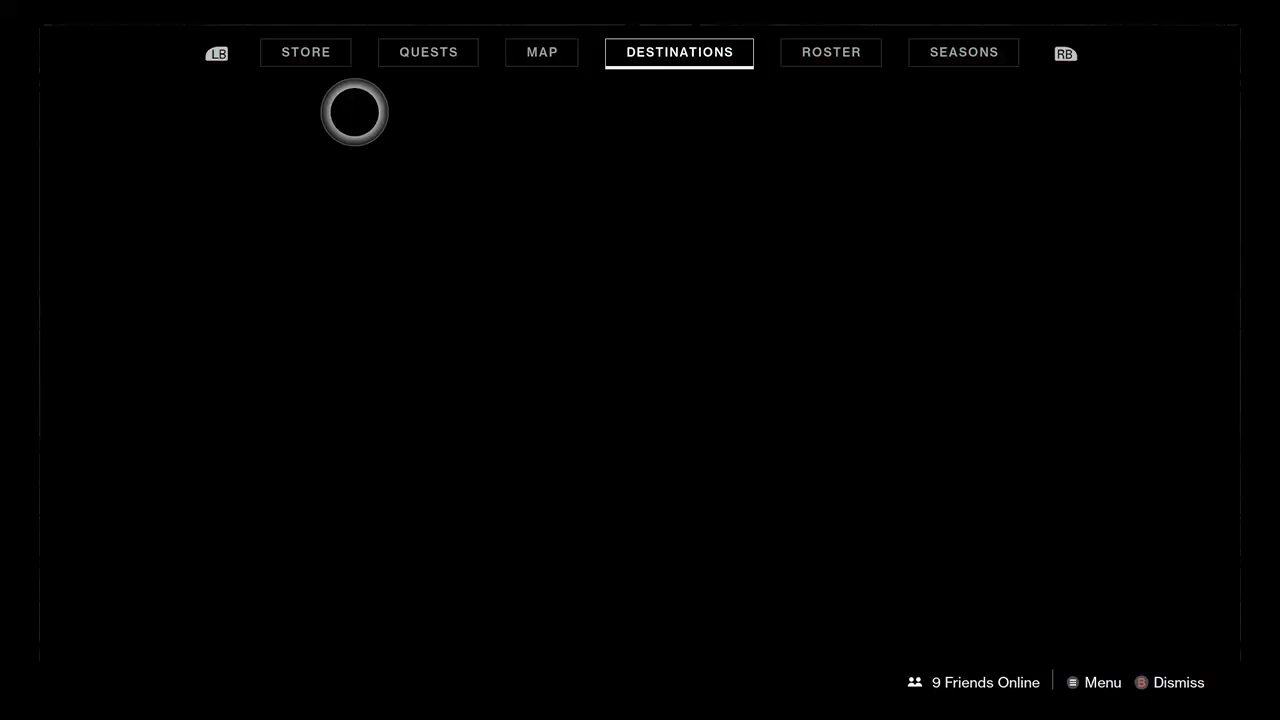 LB STORE QUESTS MAP DESTINATIONS ROSTER SEASONS RB
9 Friends Online Menu B Dismiss